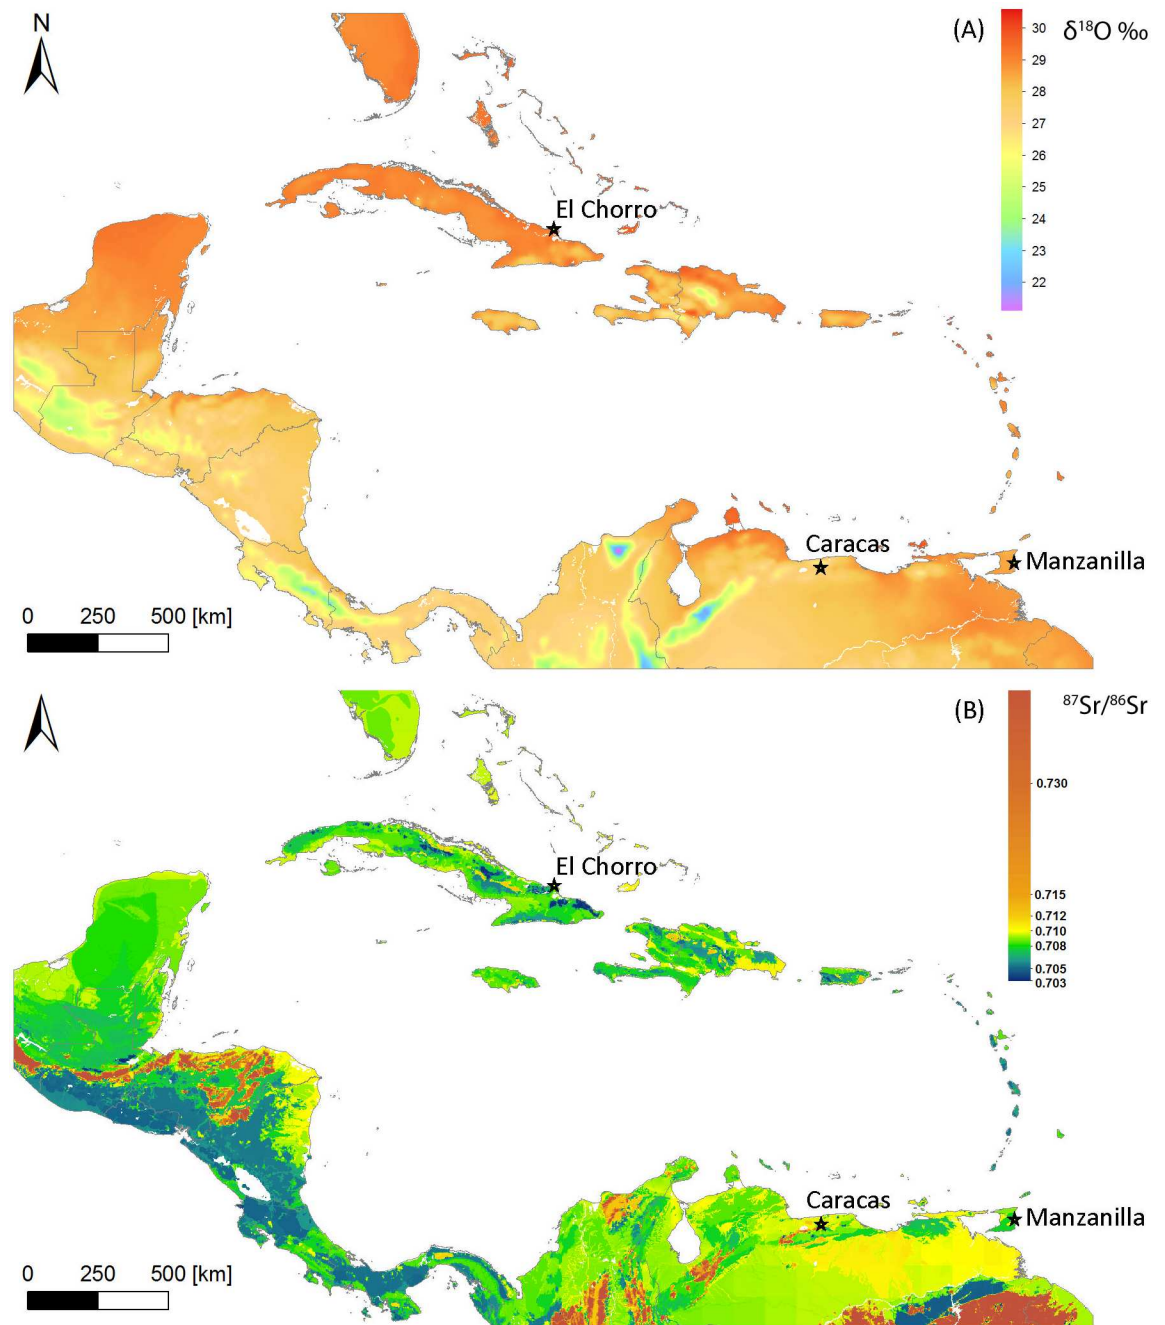 N
(A)
δ¹⁸O ‰
30
29
28
27
26
25
24
23
22
El Chorro
Caracas
Manzanilla
0 250 500 [km]
(B)
⁸⁷Sr/⁸⁶Sr
0.730
0.715
0.712
0.710
0.708
0.705
0.703
El Chorro
Caracas
Manzanilla
0 250 500 [km]